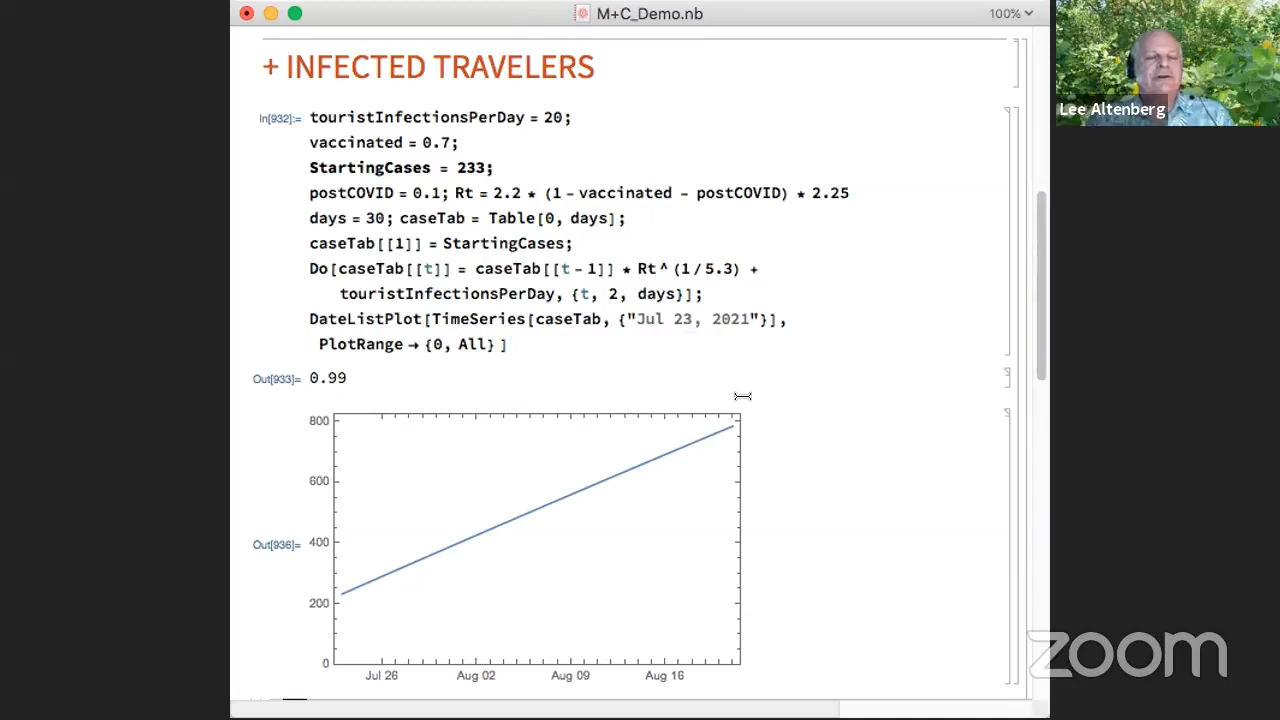 M+C_Demo.nb
100%
+ INFECTED TRAVELERS
Lee Altenberg
In[932]:= touristInfectionsPerDay = 20;
vaccinated = 0.7;
StartingCases = 233;
postCOVID = 0.1; Rt = 2.2 * (1 - vaccinated - postCOVID) * 2.25
days = 30; caseTab = Table[0, days];
caseTab[[1]] = StartingCases;
Do[caseTab[[t]] = caseTab[[t - 1]] * Rt^(1/5.3) +
touristInfectionsPerDay, {t, 2, days}];
DateListPlot[TimeSeries[caseTab, {"Jul 23, 2021"}],
PlotRange → {0, All} ]
Out[933]= 0.99
800
600
Out[936]= 400
200
0
Jul 26 Aug 02 Aug 09 Aug 16
zoom